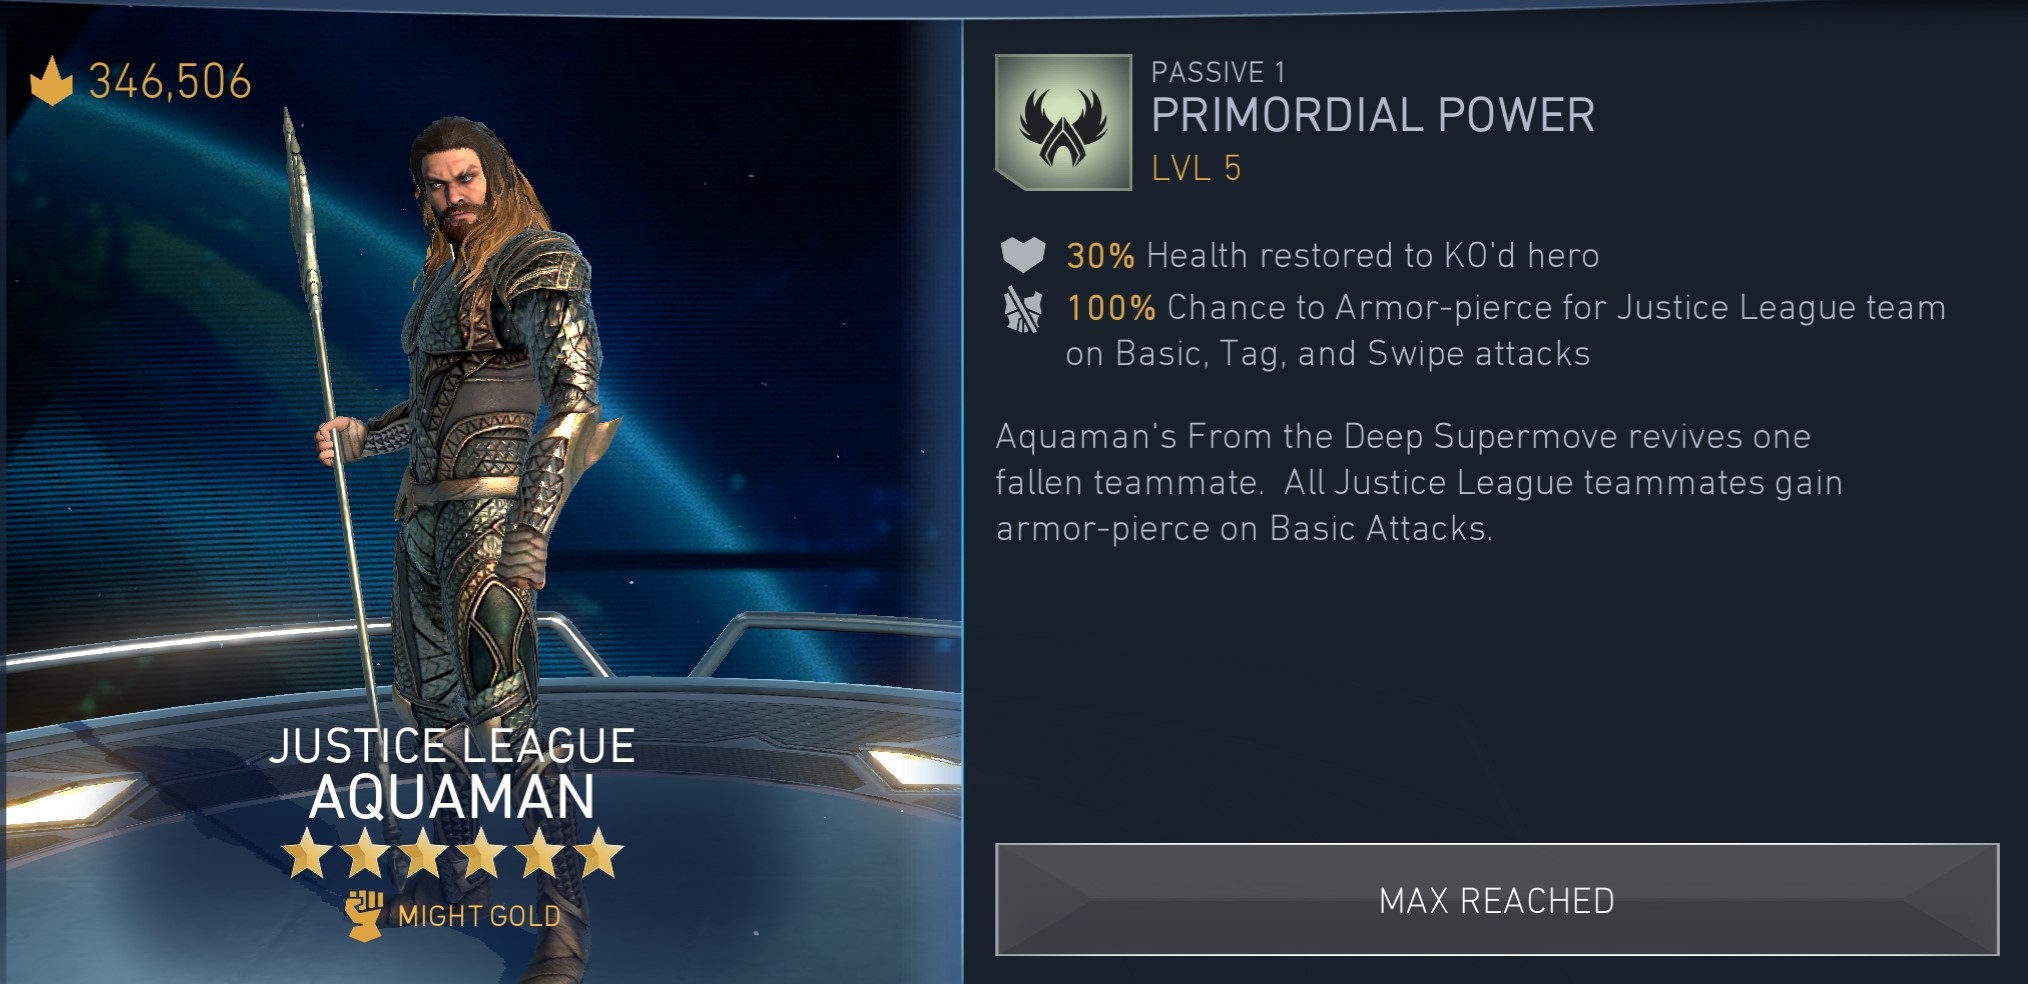 346,506
JUSTICE LEAGUE
AQUAMAN
MIGHT GOLD
PASSIVE 1
PRIMORDIAL POWER
LVL 5
30% Health restored to KO'd hero
100% Chance to Armor-pierce for Justice League team
on Basic, Tag, and Swipe attacks
Aquaman's From the Deep Supermove revives one
fallen teammate.  All Justice League teammates gain
armor-pierce on Basic Attacks.
MAX REACHED